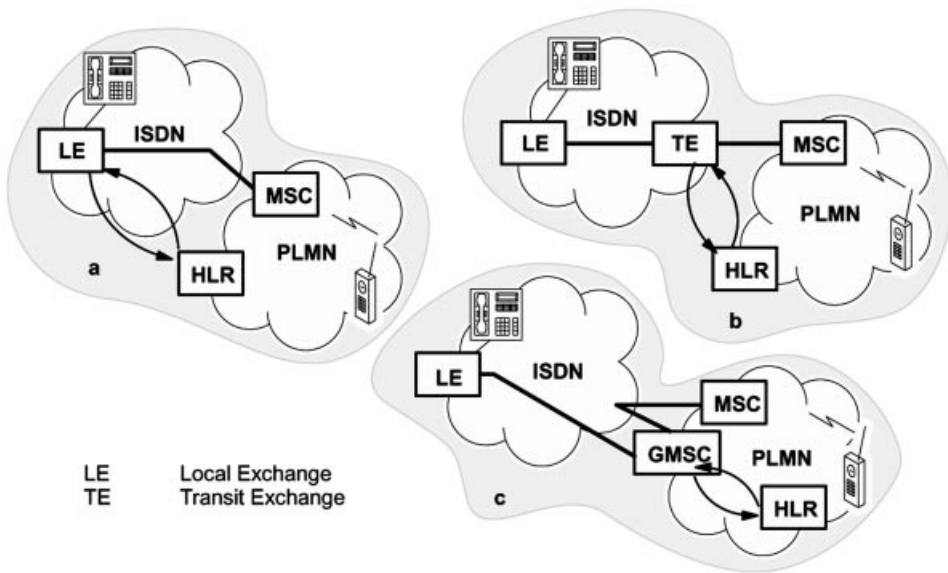 ISDN
LE
MSC
PLMN
a
HLR
ISDN
LE
TE
MSC
PLMN
HLR
b
ISDN
LE
MSC
GMSC
PLMN
c
HLR
LE Local Exchange
TE Transit Exchange